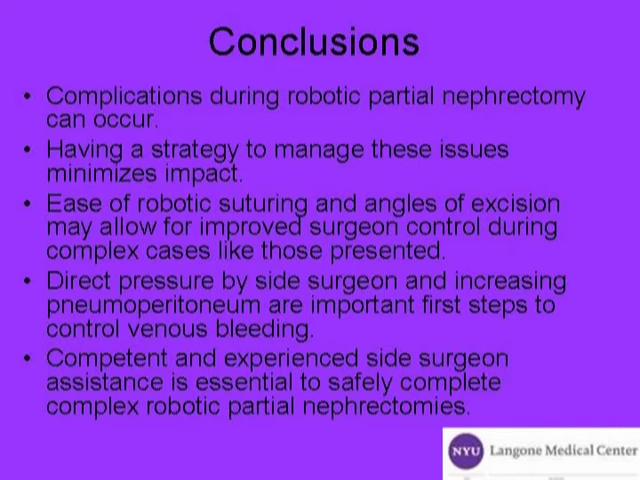 Conclusions
• Complications during robotic partial nephrectomy
can occur.
• Having a strategy to manage these issues
minimizes impact.
• Ease of robotic suturing and angles of excision
may allow for improved surgeon control during
complex cases like those presented.
• Direct pressure by side surgeon and increasing
pneumoperitoneum are important first steps to
control venous bleeding.
• Competent and experienced side surgeon
assistance is essential to safely complete
complex robotic partial nephrectomies.
NYU Langone Medical Center